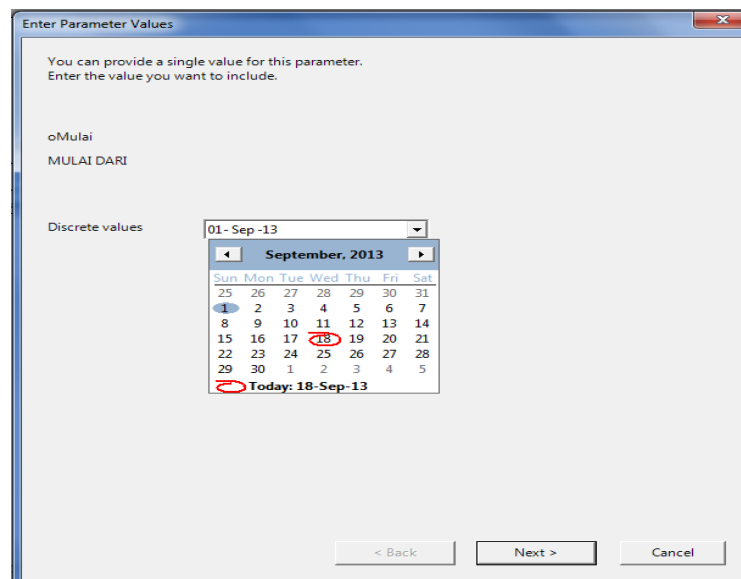 Enter Parameter Values
You can provide a single value for this parameter.
Enter the value you want to include.
oMulai
MULAI DARI
Discrete values
01- Sep -13
September, 2013
Sun Mon Tue Wed Thu Fri Sat
25 26 27 28 29 30 31
1 2 3 4 5 6 7
8 9 10 11 12 13 14
15 16 17 18 19 20 21
22 23 24 25 26 27 28
29 30 1 2 3 4 5
Today: 18-Sep-13
< Back Next > Cancel